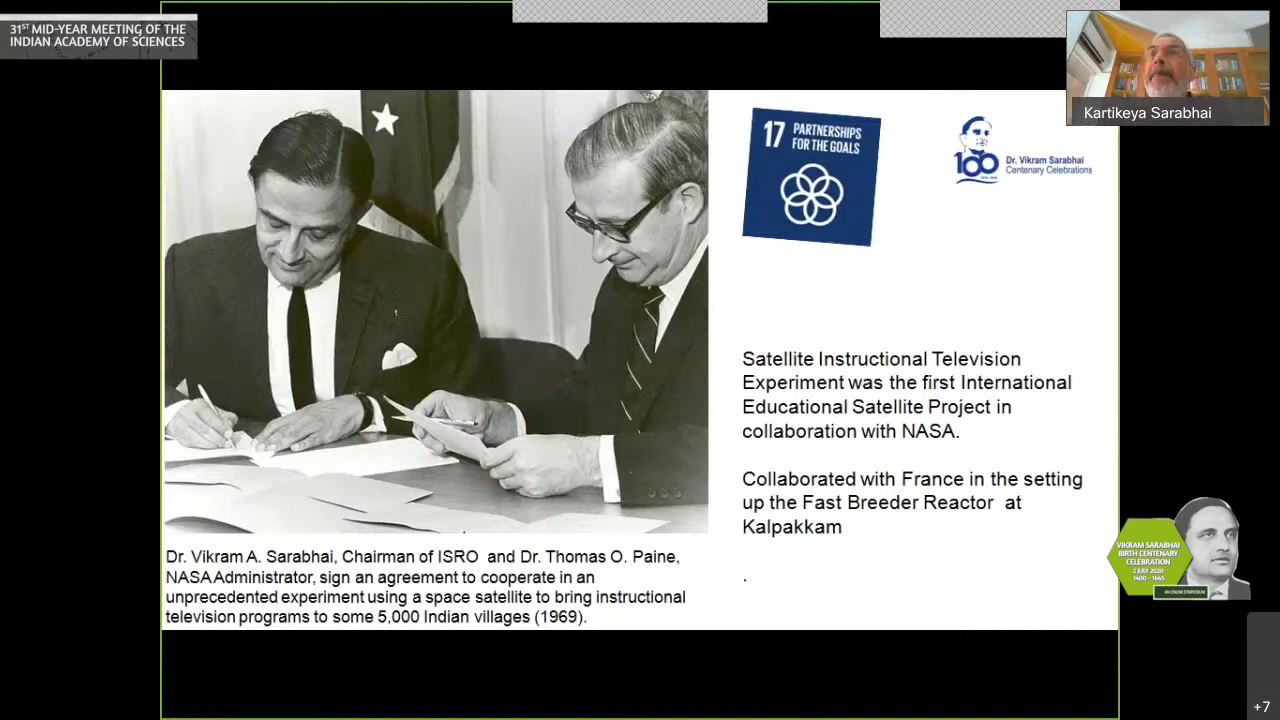 31ST MID-YEAR MEETING OF THE
INDIAN ACADEMY OF SCIENCES
Kartikeya Sarabhai
17 PARTNERSHIPS
FOR THE GOALS
100
Dr. Vikram Sarabhai
Centenary Celebrations
Satellite Instructional Television
Experiment was the first International
Educational Satellite Project in
collaboration with NASA.
Collaborated with France in the setting
up the Fast Breeder Reactor at
Kalpakkam
.
Dr. Vikram A. Sarabhai, Chairman of ISRO and Dr. Thomas O. Paine,
NASA Administrator, sign an agreement to cooperate in an
unprecedented experiment using a space satellite to bring instructional
television programs to some 5,000 Indian villages (1969).
VIKRAM SARABHAI
BIRTH CENTENARY
CELEBRATION
2 JULY 2020
1400 - 1645
AN ONLINE SYMPOSIUM
+7